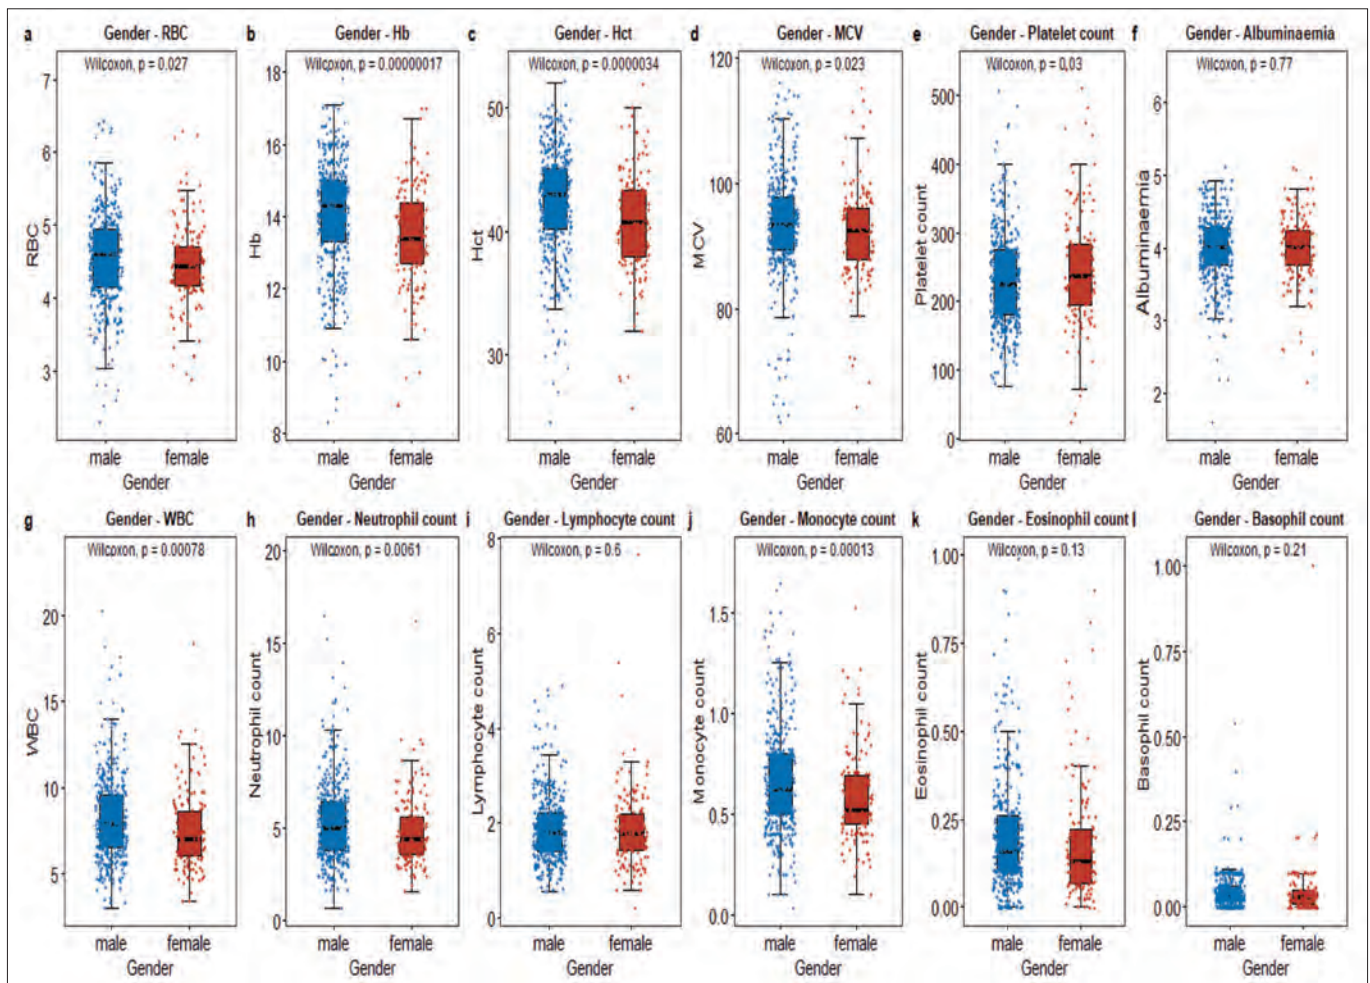 a Gender - RBC b Gender - Hb c Gender - Hct d Gender - MCV e Gender - Platelet count f Gender - Albuminaemia
Wilcoxon, p = 0.027 Wilcoxon, p = 0.00000017 Wilcoxon, p = 0.0000034 Wilcoxon, p = 0.023 Wilcoxon, p = 0.03 Wilcoxon, p = 0.77
RBC
7
6
5
4
3
male female
Gender
Hb
18
16
14
12
10
8
male female
Gender
Hct
50
40
30
male female
Gender
MCV
120
100
80
60
male female
Gender
Platelet count
500
400
300
200
100
0
male female
Gender
Albuminaemia
6
5
4
3
2
male female
Gender
g Gender - WBC h Gender - Neutrophil count i Gender - Lymphocyte count j Gender - Monocyte count k Gender - Eosinophil count l Gender - Basophil count
Wilcoxon, p = 0.00078 Wilcoxon, p = 0.0061 Wilcoxon, p = 0.6 Wilcoxon, p = 0.00013 Wilcoxon, p = 0.13 Wilcoxon, p = 0.21
WBC
20
15
10
5
male female
Gender
Neutrophil count
20
15
10
5
0
male female
Gender
Lymphocyte count
8
6
4
2
0
male female
Gender
Monocyte count
1.5
1.0
0.5
0.0
male female
Gender
Eosinophil count
1.00
0.75
0.50
0.25
0.00
male female
Gender
Basophil count
1.00
0.75
0.50
0.25
0.00
male female
Gender